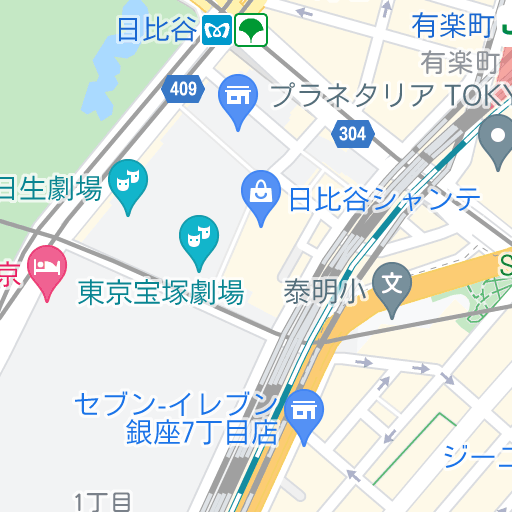 日比谷
有楽町
有楽町
409
プラネタリア TOKY
304
日生劇場
日比谷シャンテ
京
東京宝塚劇場
泰明小
文
S
セブン-イレブン
銀座7丁目店
ジーニ
1丁目